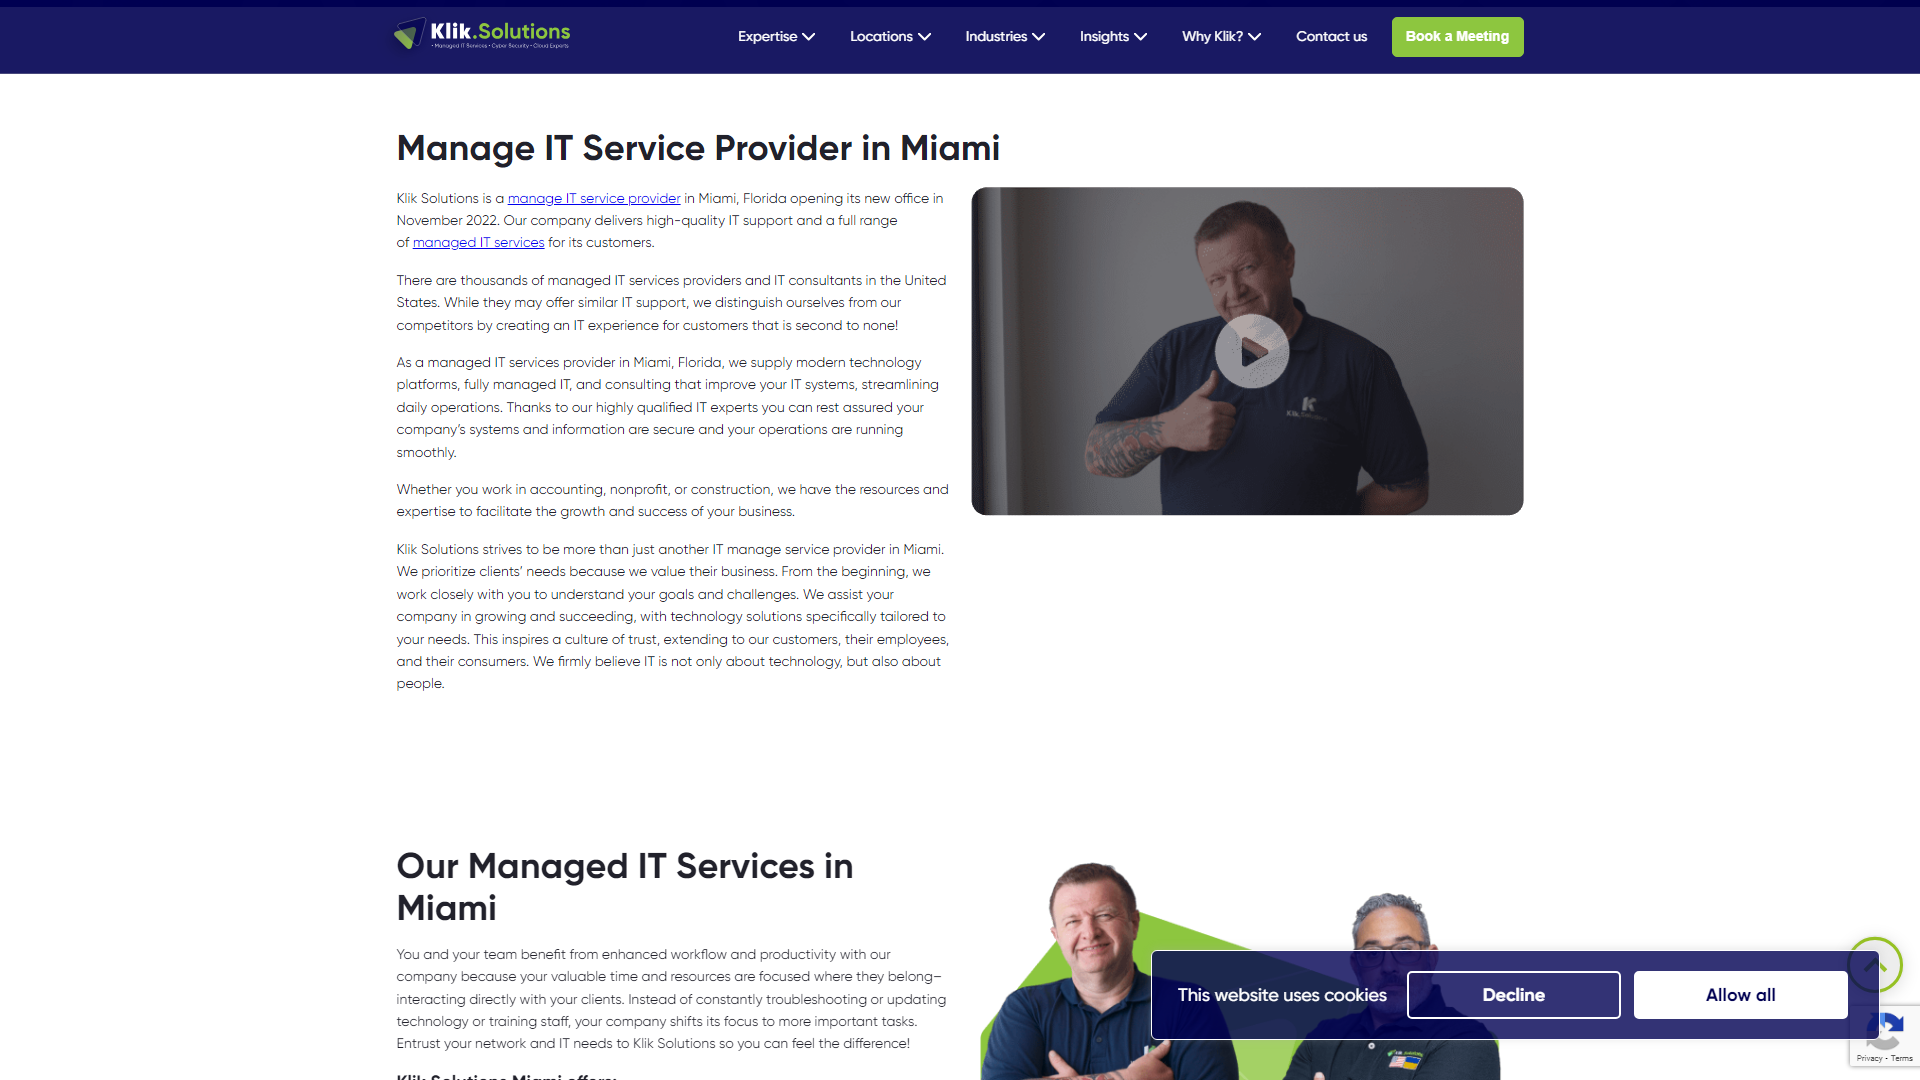 Klik.Solutions
• Managed IT Services • Cyber Security • Cloud Experts
Expertise
Locations
Industries
Insights
Why Klik?
Contact us
Book a Meeting
Manage IT Service Provider in Miami
Klik Solutions is a manage IT service provider in Miami, Florida opening its new office in
November 2022. Our company delivers high-quality IT support and a full range
of managed IT services for its customers.
There are thousands of managed IT services providers and IT consultants in the United
States. While they may offer similar IT support, we distinguish ourselves from our
competitors by creating an IT experience for customers that is second to none!
As a managed IT services provider in Miami, Florida, we supply modern technology
platforms, fully managed IT, and consulting that improve your IT systems, streamlining
daily operations. Thanks to our highly qualified IT experts you can rest assured your
company’s systems and information are secure and your operations are running
smoothly.
Whether you work in accounting, nonprofit, or construction, we have the resources and
expertise to facilitate the growth and success of your business.
Klik Solutions strives to be more than just another IT manage service provider in Miami.
We prioritize clients’ needs because we value their business. From the beginning, we
work closely with you to understand your goals and challenges. We assist your
company in growing and succeeding, with technology solutions specifically tailored to
your needs. This inspires a culture of trust, extending to our customers, their employees,
and their consumers. We firmly believe IT is not only about technology, but also about
people.
K
Klik.Solutions
Our Managed IT Services in
Miami
You and your team benefit from enhanced workflow and productivity with our
company because your valuable time and resources are focused where they belong–
interacting directly with your clients. Instead of constantly troubleshooting or updating
technology or training staff, your company shifts its focus to more important tasks.
Entrust your network and IT needs to Klik Solutions so you can feel the difference!
Klik Solutions Miami offers:
This website uses cookies
Decline
Allow all
Privacy - Terms